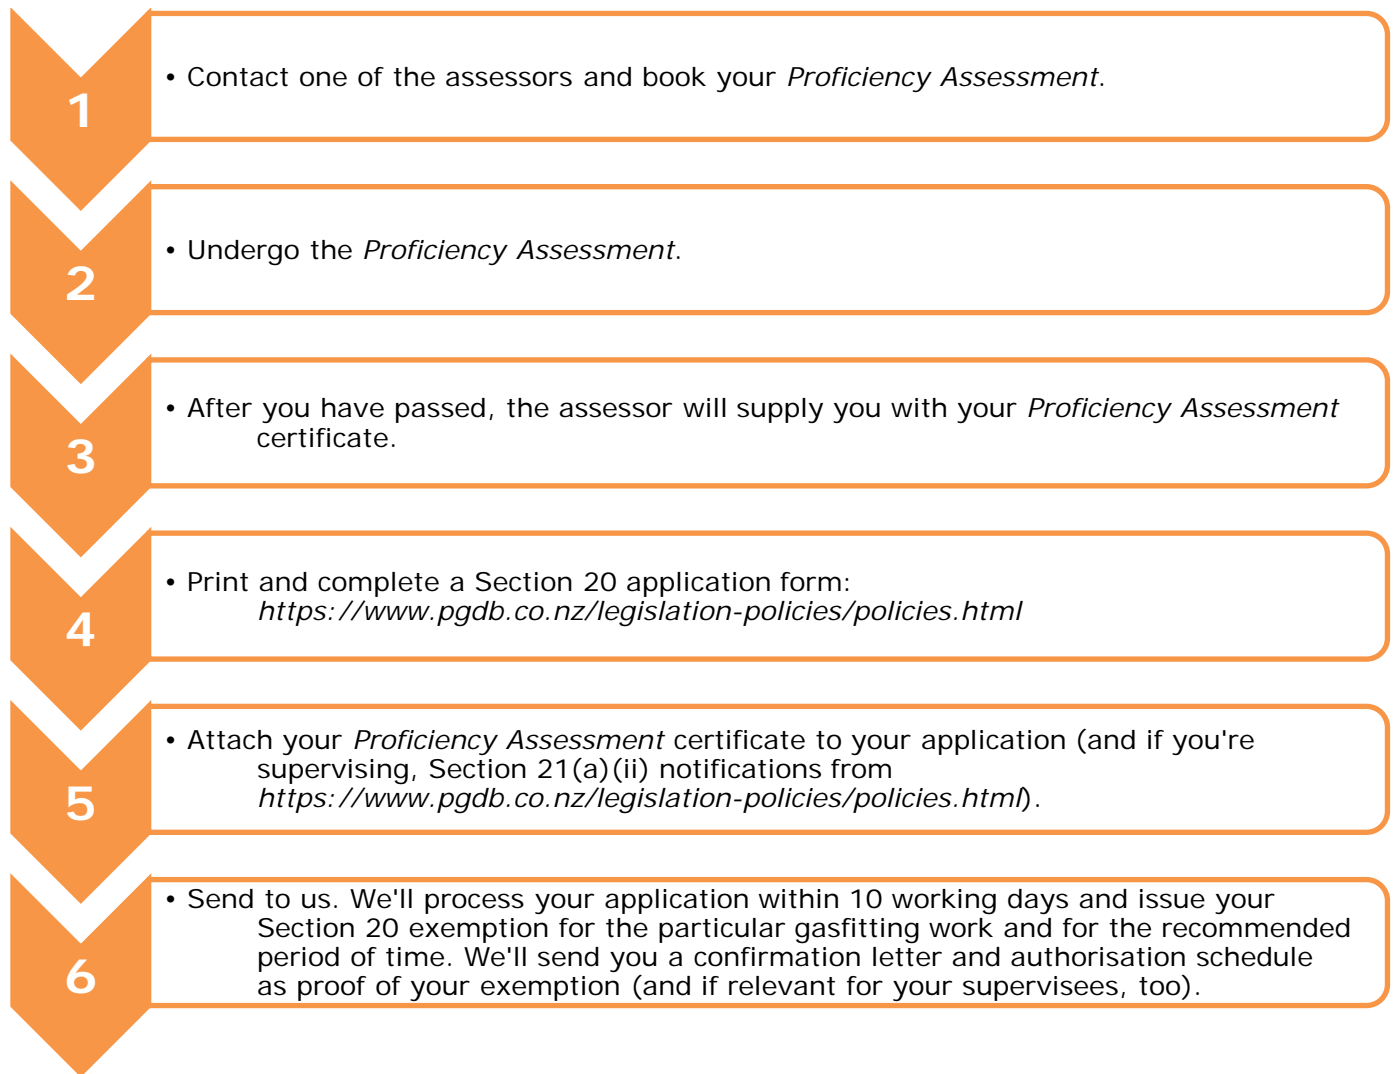 1
• Contact one of the assessors and book your Proficiency Assessment.
2
• Undergo the Proficiency Assessment.
3
• After you have passed, the assessor will supply you with your Proficiency Assessment
certificate.
4
• Print and complete a Section 20 application form:
https://www.pgdb.co.nz/legislation-policies/policies.html
5
• Attach your Proficiency Assessment certificate to your application (and if you're
supervising, Section 21(a)(ii) notifications from
https://www.pgdb.co.nz/legislation-policies/policies.html).
6
• Send to us. We'll process your application within 10 working days and issue your
Section 20 exemption for the particular gasfitting work and for the recommended
period of time. We'll send you a confirmation letter and authorisation schedule
as proof of your exemption (and if relevant for your supervisees, too).